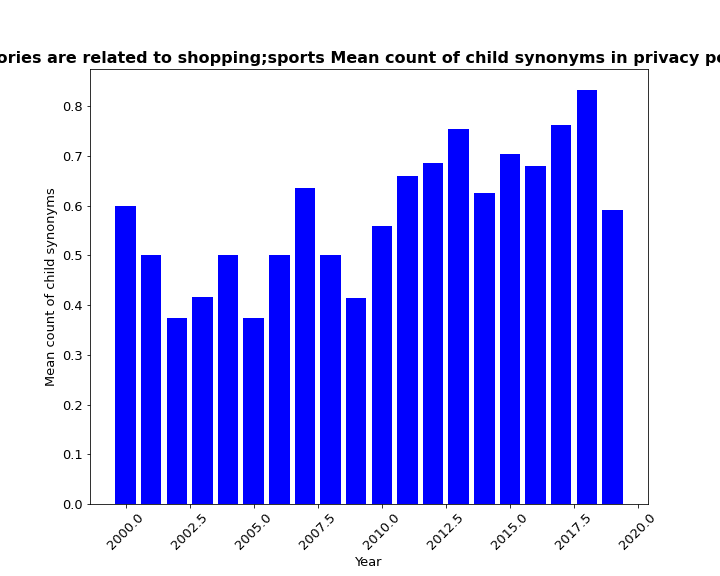 ories are related to shopping;sports Mean count of child synonyms in privacy po
0.8
0.7
0.6
0.5
0.4
0.3
0.2
0.1
0.0
Mean count of child synonyms
2000.0 2002.5 2005.0 2007.5 2010.0 2012.5 2015.0 2017.5 2020.0
Year